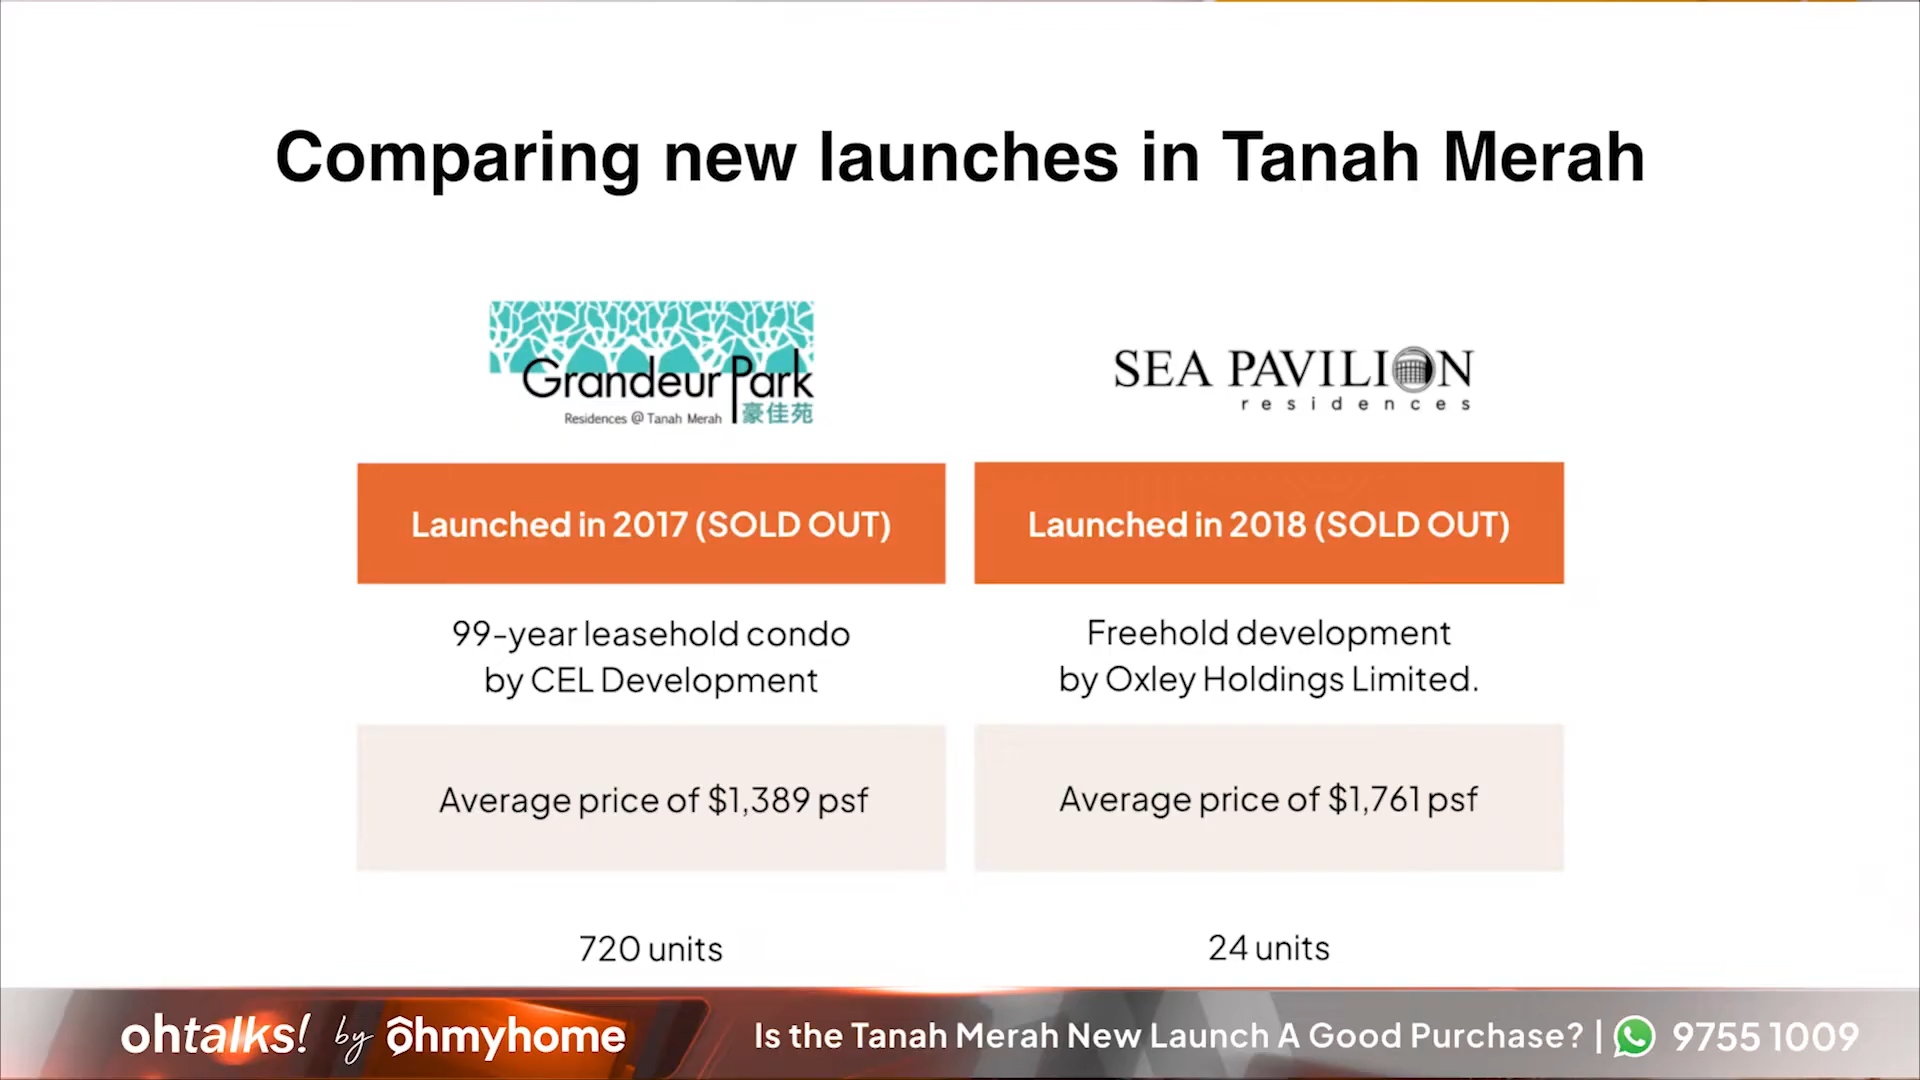 Comparing new launches in Tanah Merah
Grandeur Park
Residences @ Tanah Merah 豪佳苑
SEA PAVILION
residences
Launched in 2017 (SOLD OUT)
Launched in 2018 (SOLD OUT)
99-year leasehold condo
by CEL Development
Freehold development
by Oxley Holdings Limited.
Average price of $1,389 psf
Average price of $1,761 psf
720 units
24 units
ohtalks! by ôhmyhome
Is the Tanah Merah New Launch A Good Purchase? | 9755 1009